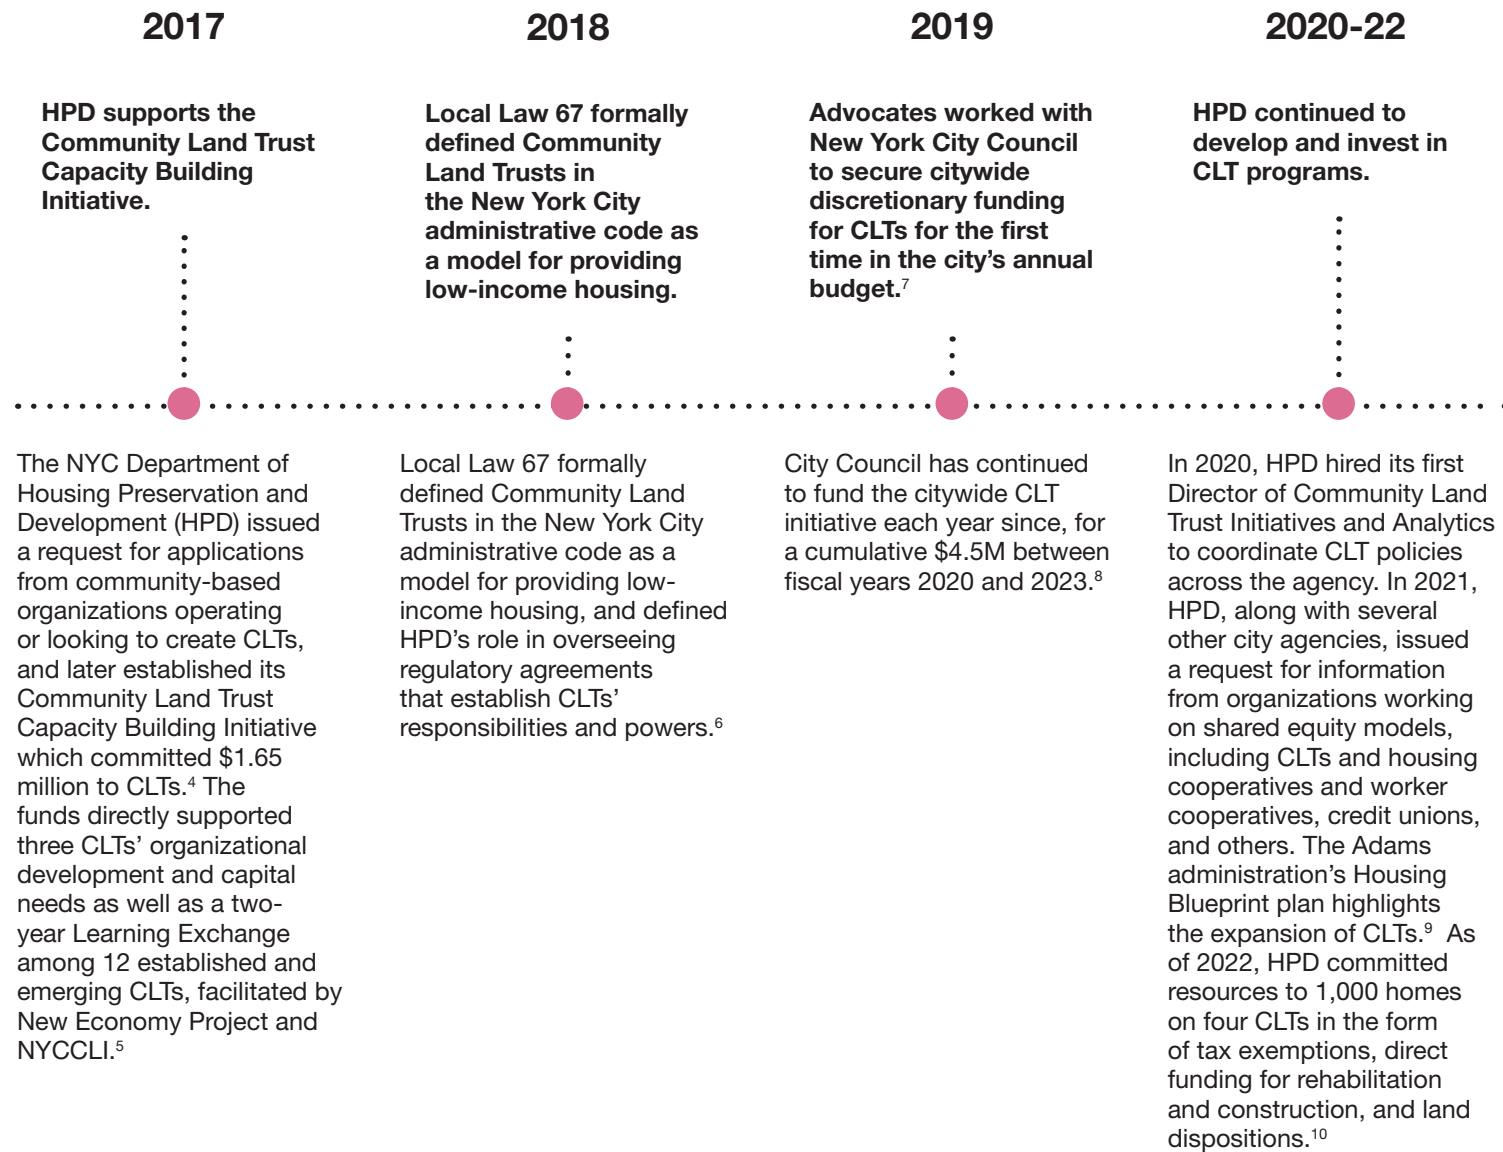 2017
HPD supports the
Community Land Trust
Capacity Building
Initiative.
The NYC Department of
Housing Preservation and
Development (HPD) issued
a request for applications
from community-based
organizations operating
or looking to create CLTs,
and later established its
Community Land Trust
Capacity Building Initiative
which committed $1.65
million to CLTs.4 The
funds directly supported
three CLTs’ organizational
development and capital
needs as well as a two-
year Learning Exchange
among 12 established and
emerging CLTs, facilitated by
New Economy Project and
NYCCLI.5
2018
Local Law 67 formally
defined Community
Land Trusts in
the New York City
administrative code as
a model for providing
low-income housing.
Local Law 67 formally
defined Community Land
Trusts in the New York City
administrative code as a
model for providing low-
income housing, and defined
HPD’s role in overseeing
regulatory agreements
that establish CLTs’
responsibilities and powers.6
2019
Advocates worked with
New York City Council
to secure citywide
discretionary funding
for CLTs for the first
time in the city’s annual
budget.7
City Council has continued
to fund the citywide CLT
initiative each year since, for
a cumulative $4.5M between
fiscal years 2020 and 2023.8
2020-22
HPD continued to
develop and invest in
CLT programs.
In 2020, HPD hired its first
Director of Community Land
Trust Initiatives and Analytics
to coordinate CLT policies
across the agency. In 2021,
HPD, along with several
other city agencies, issued
a request for information
from organizations working
on shared equity models,
including CLTs and housing
cooperatives and worker
cooperatives, credit unions,
and others. The Adams
administration’s Housing
Blueprint plan highlights
the expansion of CLTs.9 As
of 2022, HPD committed
resources to 1,000 homes
on four CLTs in the form
of tax exemptions, direct
funding for rehabilitation
and construction, and land
dispositions.10